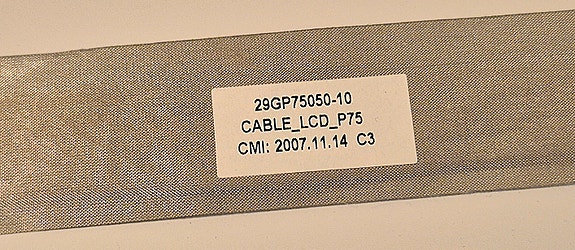 29GP75050-10
CABLE_LCD_P75
CMI: 2007.11.14 C3